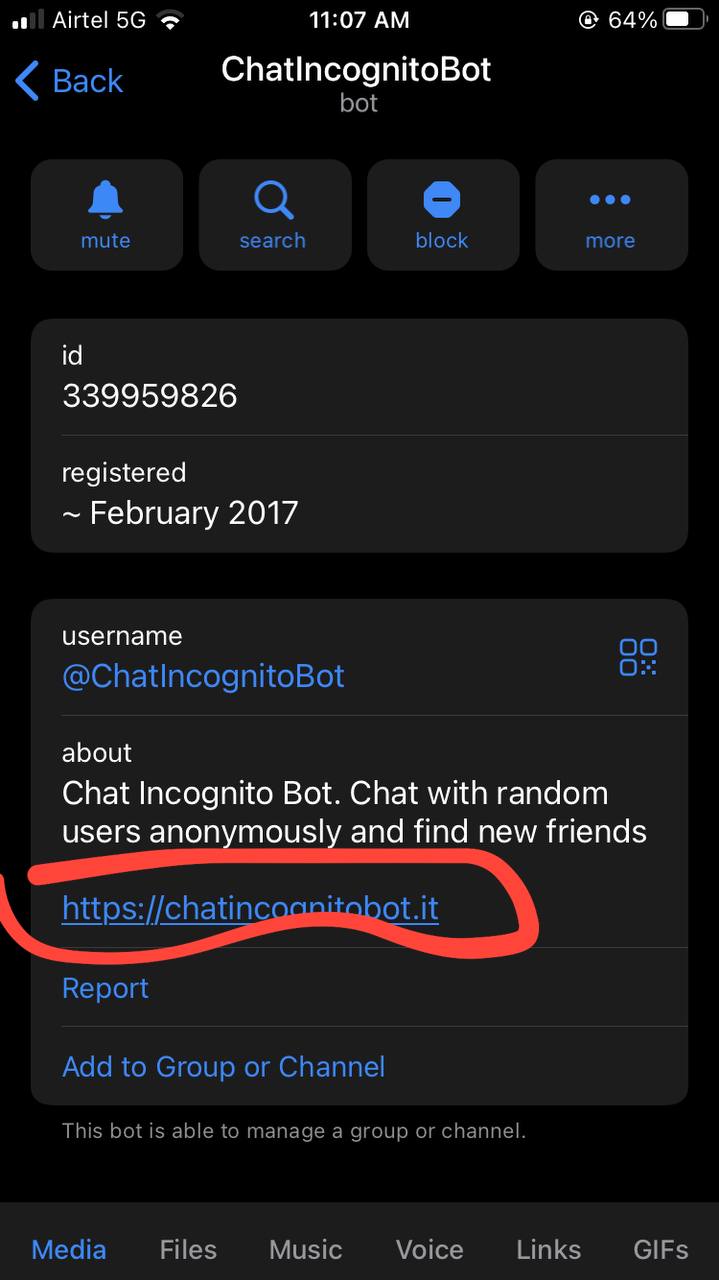 Airtel 5G 11:07 AM 64%
Back ChatIncognitoBot
bot
mute search block more
id
339959826
registered
~ February 2017
username
@ChatIncognitoBot
about
Chat Incognito Bot. Chat with random
users anonymously and find new friends
https://chatincognitobot.it
Report
Add to Group or Channel
This bot is able to manage a group or channel.
Media Files Music Voice Links GIFs